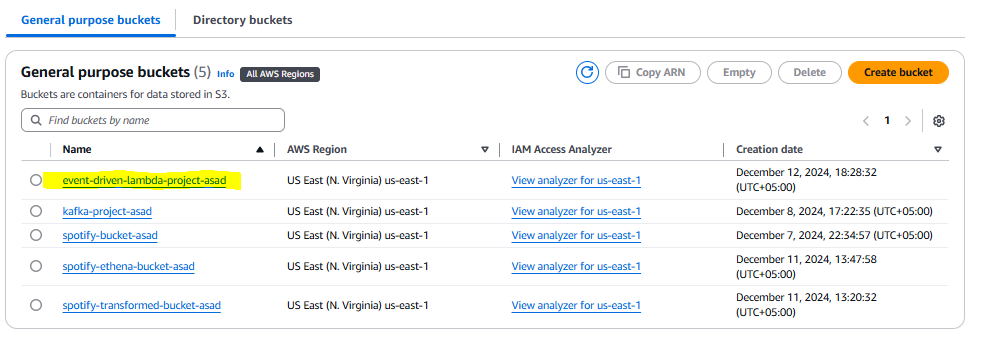 General purpose buckets Directory buckets
General purpose buckets (5) Info All AWS Regions Copy ARN Empty Delete Create bucket
Buckets are containers for data stored in S3.
Find buckets by name 1
Name AWS Region IAM Access Analyzer Creation date
event-driven-lambda-project-asad US East (N. Virginia) us-east-1 View analyzer for us-east-1 December 12, 2024, 18:28:32
(UTC+05:00)
kafka-project-asad US East (N. Virginia) us-east-1 View analyzer for us-east-1 December 8, 2024, 17:22:35 (UTC+05:00)
spotify-bucket-asad US East (N. Virginia) us-east-1 View analyzer for us-east-1 December 7, 2024, 22:34:57 (UTC+05:00)
spotify-ethena-bucket-asad US East (N. Virginia) us-east-1 View analyzer for us-east-1 December 11, 2024, 13:47:58
(UTC+05:00)
spotify-transformed-bucket-asad US East (N. Virginia) us-east-1 View analyzer for us-east-1 December 11, 2024, 13:20:32
(UTC+05:00)